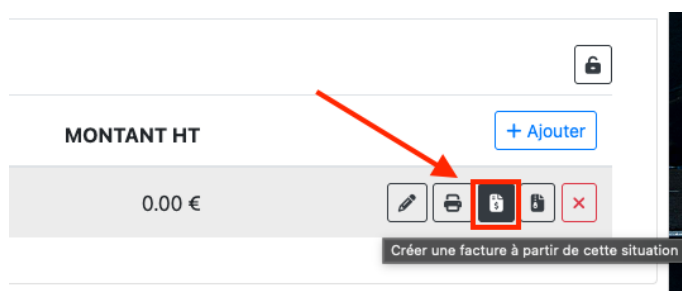 MONTANT HT
+ Ajouter
0.00 €
Créer une facture à partir de cette situation